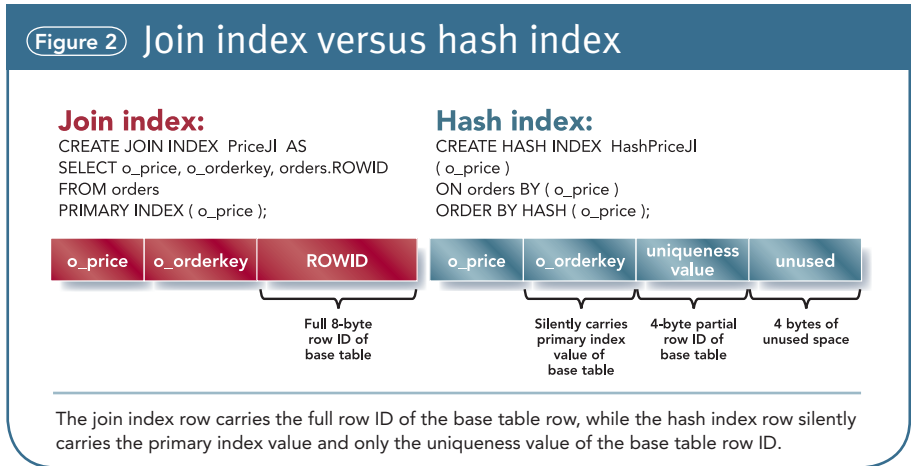 Figure 2 Join index versus hash index
Join index:
CREATE JOIN INDEX PriceJI AS
SELECT o_price, o_orderkey, orders.ROWID
FROM orders
PRIMARY INDEX ( o_price );
Hash index:
CREATE HASH INDEX HashPriceJI
( o_price )
ON orders BY ( o_price )
ORDER BY HASH ( o_price );
o_price
o_orderkey
ROWID
Full 8-byte
row ID of
base table
o_price
o_orderkey
uniqueness
value
unused
Silently carries
primary index
value of
base table
4-byte partial
row ID of
base table
4 bytes of
unused space
The join index row carries the full row ID of the base table row, while the hash index row silently
carries the primary index value and only the uniqueness value of the base table row ID.